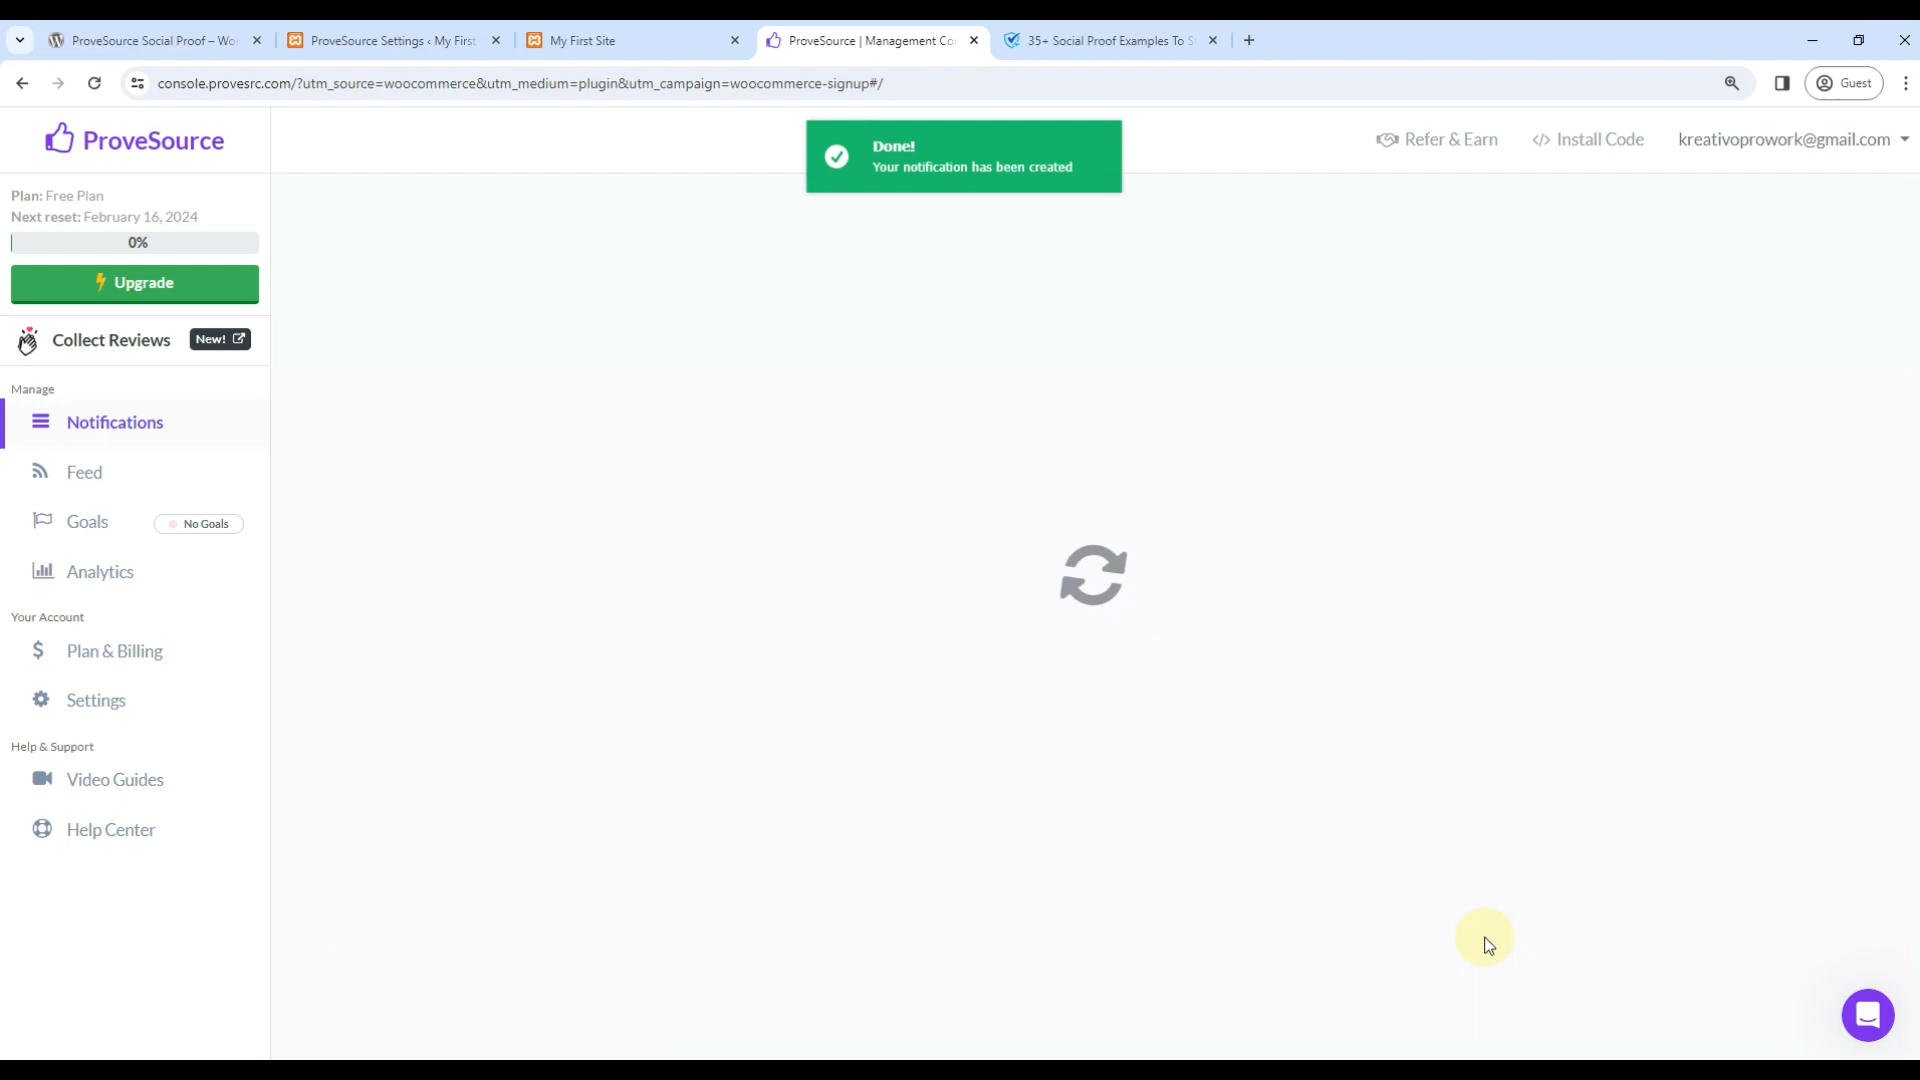 ProveSource Social Proof – Wo
ProveSource Settings ‹ My First
My First Site
ProveSource | Management Co
35+ Social Proof Examples To S
console.provesrc.com/?utm_source=woocommerce&utm_medium=plugin&utm_campaign=woocommerce-signup#/
Guest
ProveSource
Done!
Your notification has been created
Refer & Earn
Install Code
kreativoprowork@gmail.com
Plan: Free Plan
Next reset: February 16, 2024
0%
Upgrade
Collect Reviews
New!
Manage
Notifications
Feed
Goals
No Goals
Analytics
Your Account
Plan & Billing
Settings
Help & Support
Video Guides
Help Center